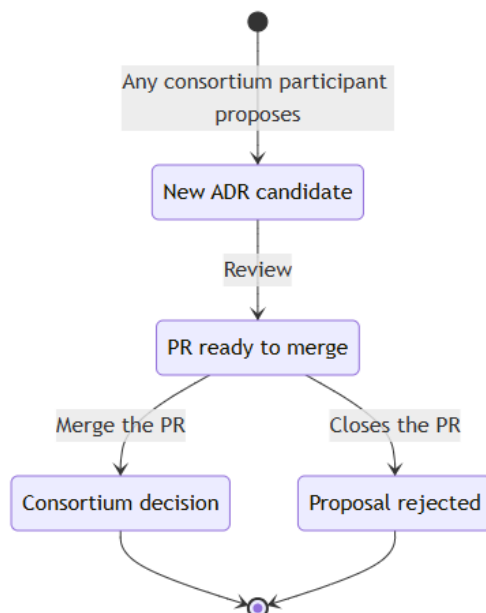 Any consortium participant
proposes
New ADR candidate
Review
PR ready to merge
Merge the PR
Closes the PR
Consortium decision
Proposal rejected